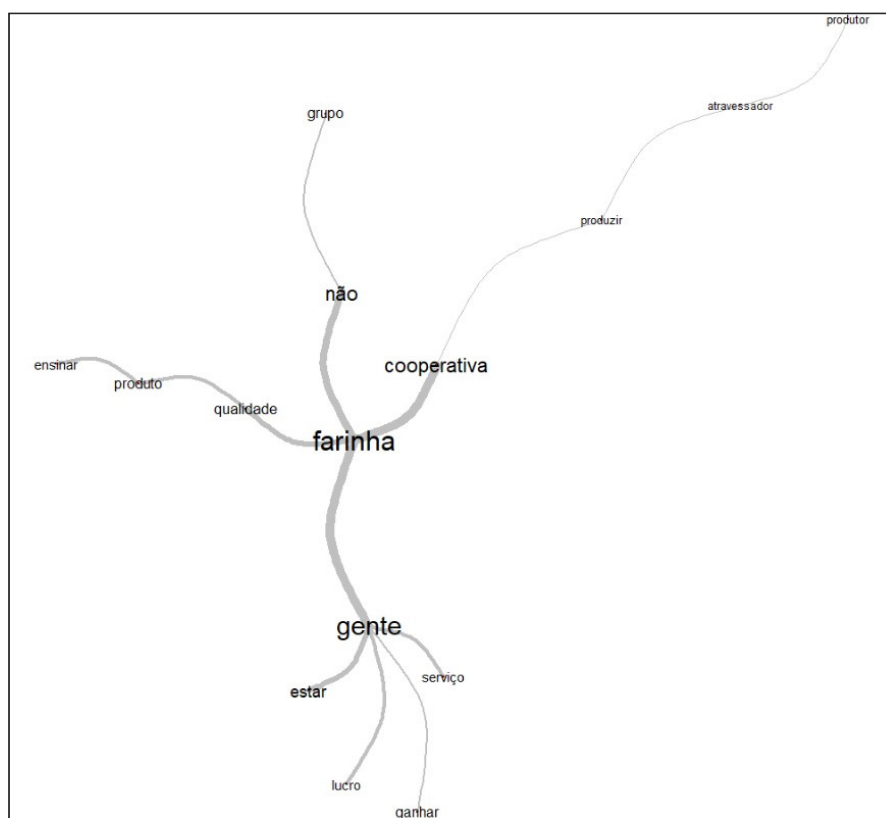 produtor
atravessador
grupo
produzir
não
ensinar
cooperativa
produto
qualidade
farinha
gente
serviço
estar
lucro
ganhar